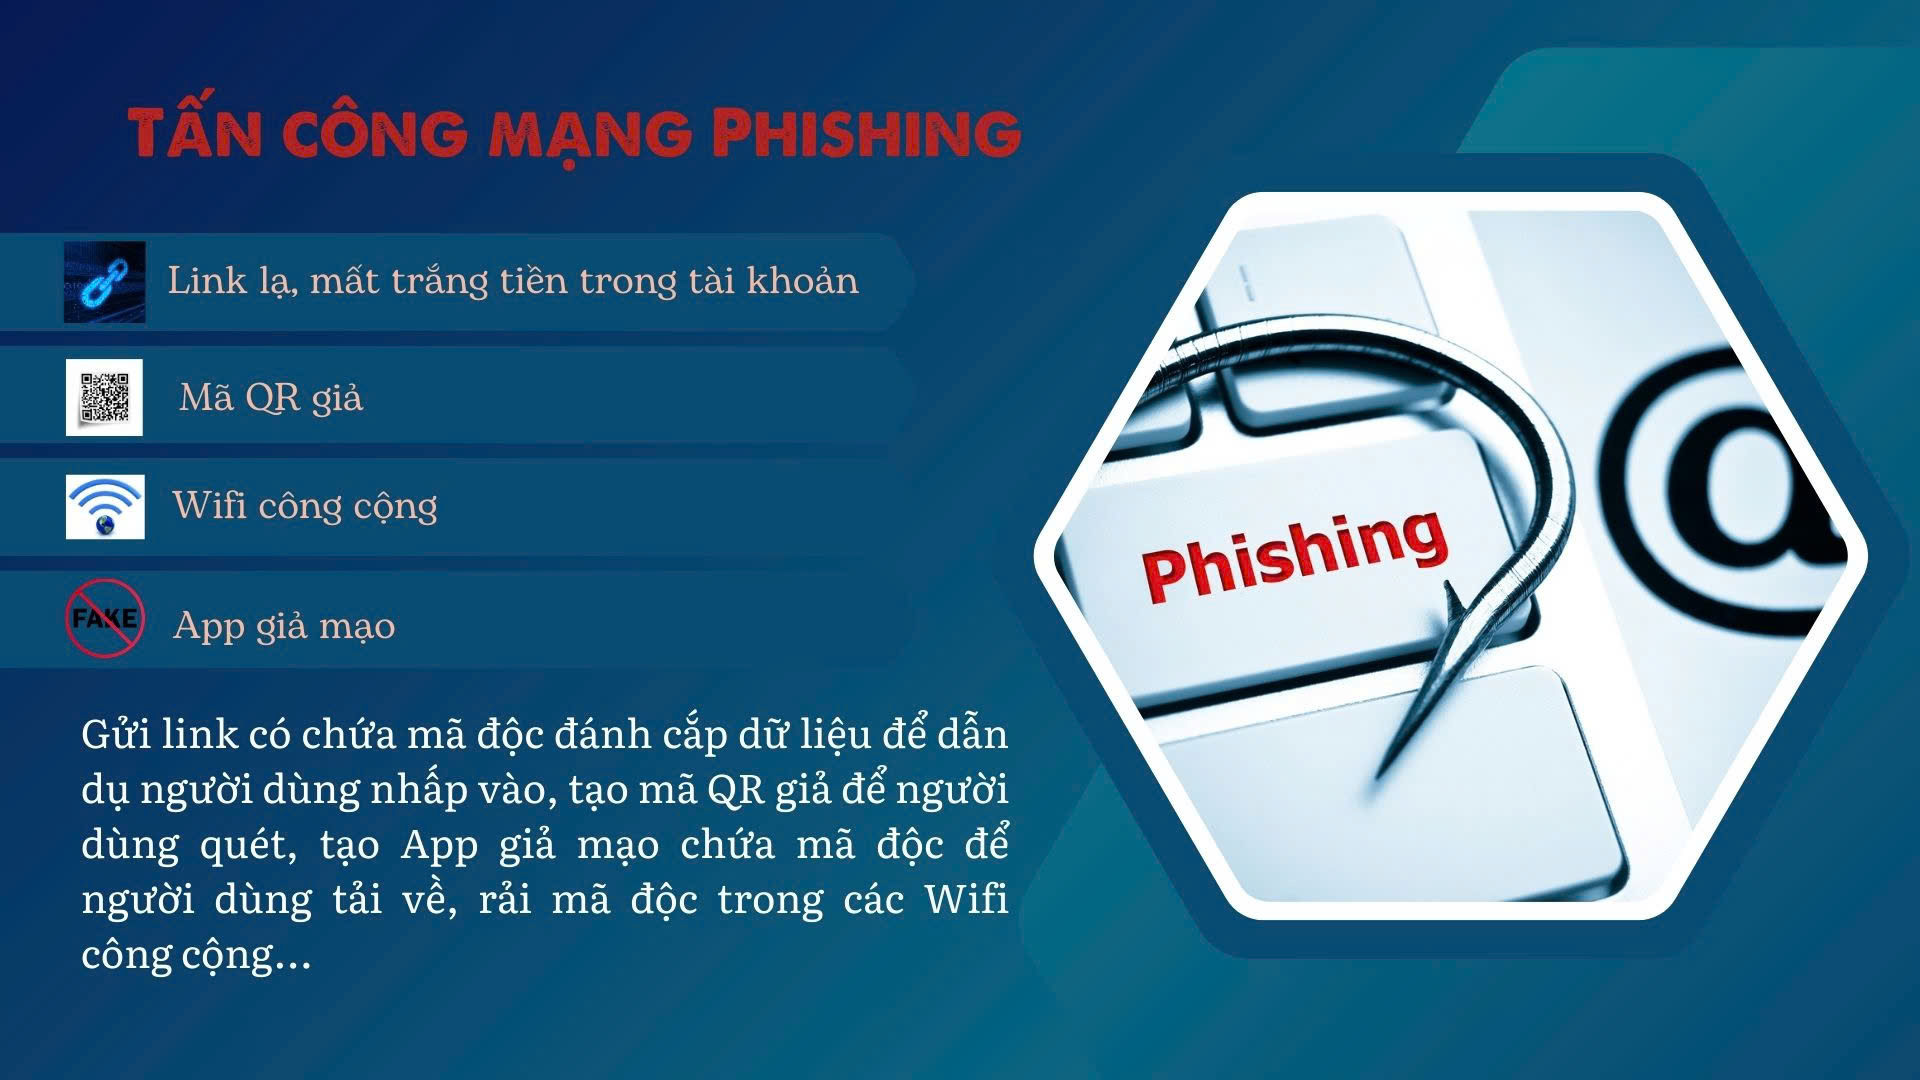 Tấn công mạng Phishing
Link lạ, mất trắng tiền trong tài khoản
Mã QR giả
Wifi công cộng
FAKE
App giả mạo
Gửi link có chứa mã độc đánh cắp dữ liệu để dẫn
dụ người dùng nhấp vào, tạo mã QR giả để người
dùng quét, tạo App giả mạo chứa mã độc để
người dùng tải về, rải mã độc trong các Wifi
công cộng...
Phishing
@